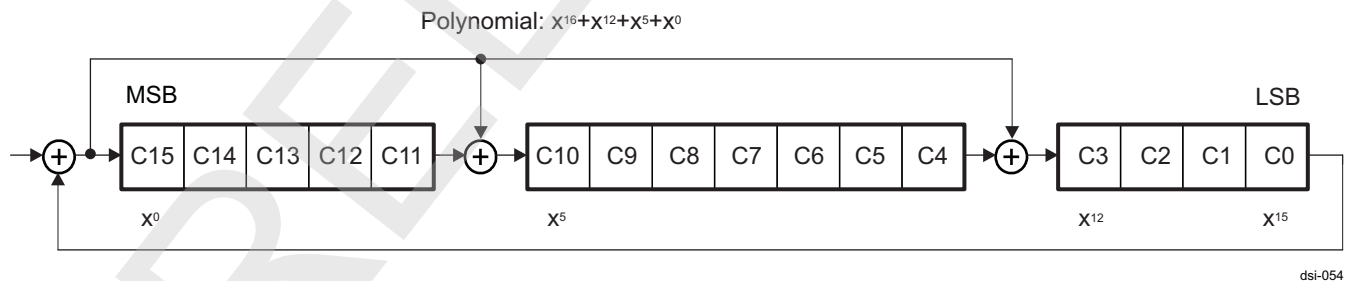 Polynomial: x16+x12+x5+x0
MSB
LSB
C15 C14 C13 C12 C11 C10 C9 C8 C7 C6 C5 C4 C3 C2 C1 C0
x0 x5 x12 x15
dsi-054